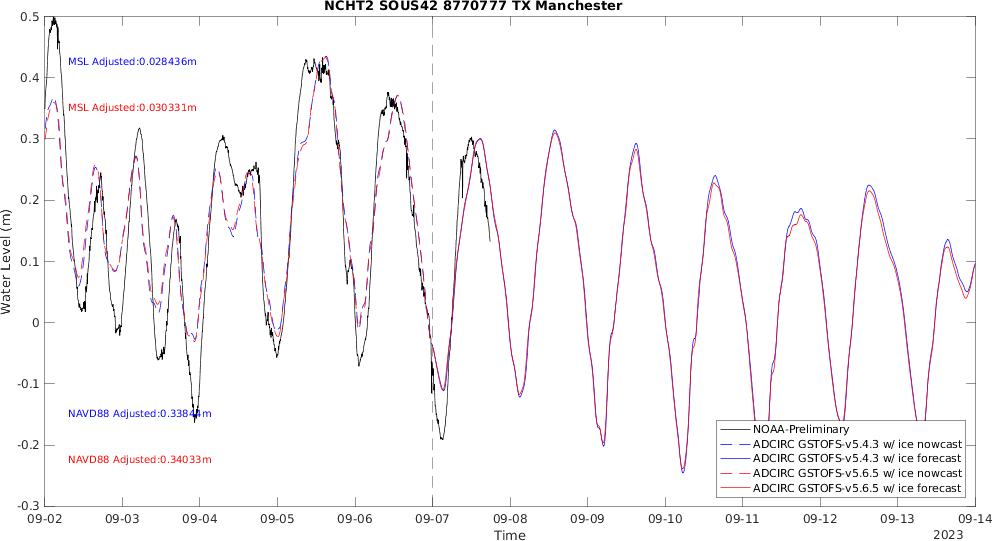 NCHT2 SOUS42 8770777 TX Manchester
0.5
0.4
0.3
0.2
0.1
0
-0.1
-0.2
-0.3
Water Level (m)
MSL Adjusted:0.028436m
MSL Adjusted:0.030331m
NAVD88 Adjusted:0.33844m
NAVD88 Adjusted:0.34033m
NOAA-Preliminary
ADCIRC GSTOFS-v5.4.3 w/ ice nowcast
ADCIRC GSTOFS-v5.4.3 w/ ice forecast
ADCIRC GSTOFS-v5.6.5 w/ ice nowcast
ADCIRC GSTOFS-v5.6.5 w/ ice forecast
09-02 09-03 09-04 09-05 09-06 09-07 09-08 09-09 09-10 09-11 09-12 09-13 09-14
Time
2023